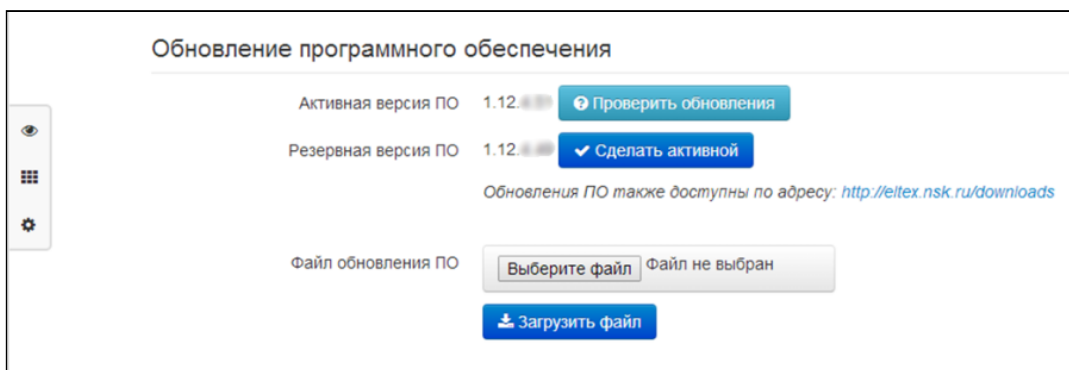 Обновление программного обеспечения
Активная версия ПО 1.12. Проверить обновления
Резервная версия ПО 1.12. Сделать активной
Обновления ПО также доступны по адресу: http://eltex.nsk.ru/downloads
Файл обновления ПО Выберите файл Файл не выбран
Загрузить файл